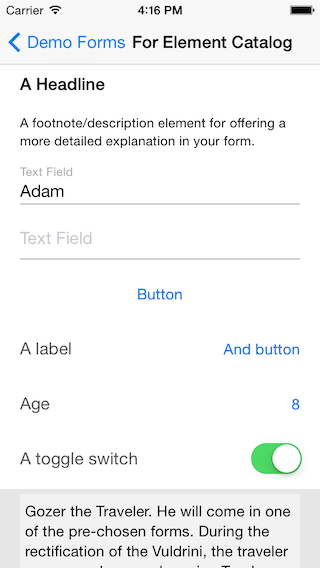 Carrier 4:16 PM
Demo Forms For Element Catalog
A Headline
A footnote/description element for offering a
more detailed explanation in your form.
Text Field
Adam
Text Field
Button
A label And button
Age 8
A toggle switch
Gozer the Traveler. He will come in one
of the pre-chosen forms. During the
rectification of the Vuldrini, the traveler